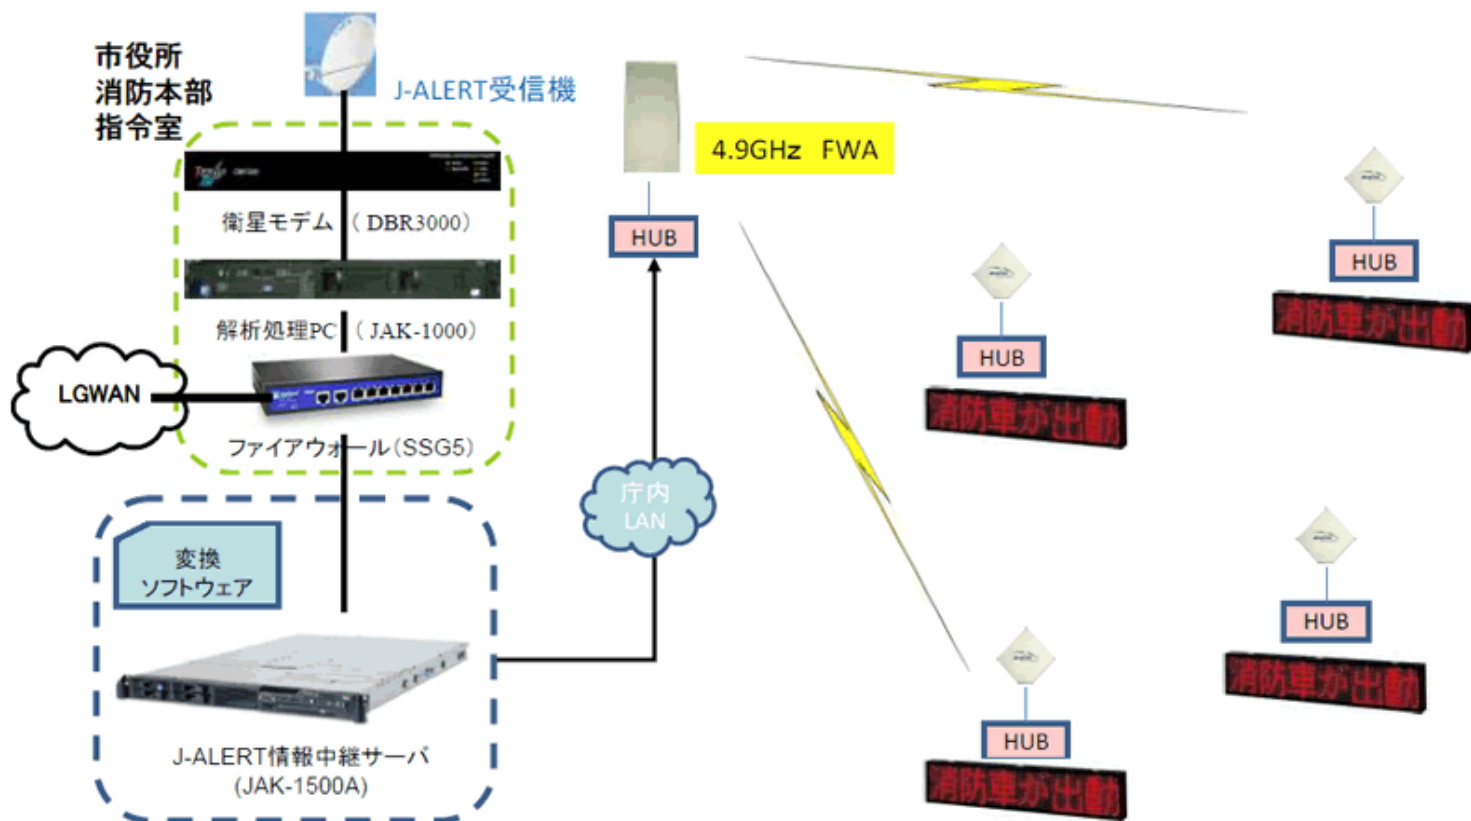 市役所
消防本部
指令室
J-ALERT受信機
衛星モデム （ DBR3000）
解析処理PC （ JAK-1000）
LGWAN
ファイアウォール（SSG5）
変換
ソフトウェア
J-ALERT情報中継サーバ
(JAK-1500A)
庁内
LAN
HUB
4.9GHz FWA
HUB
消防車が出動
HUB
消防車が出動
HUB
消防車が出動
HUB
消防車が出動